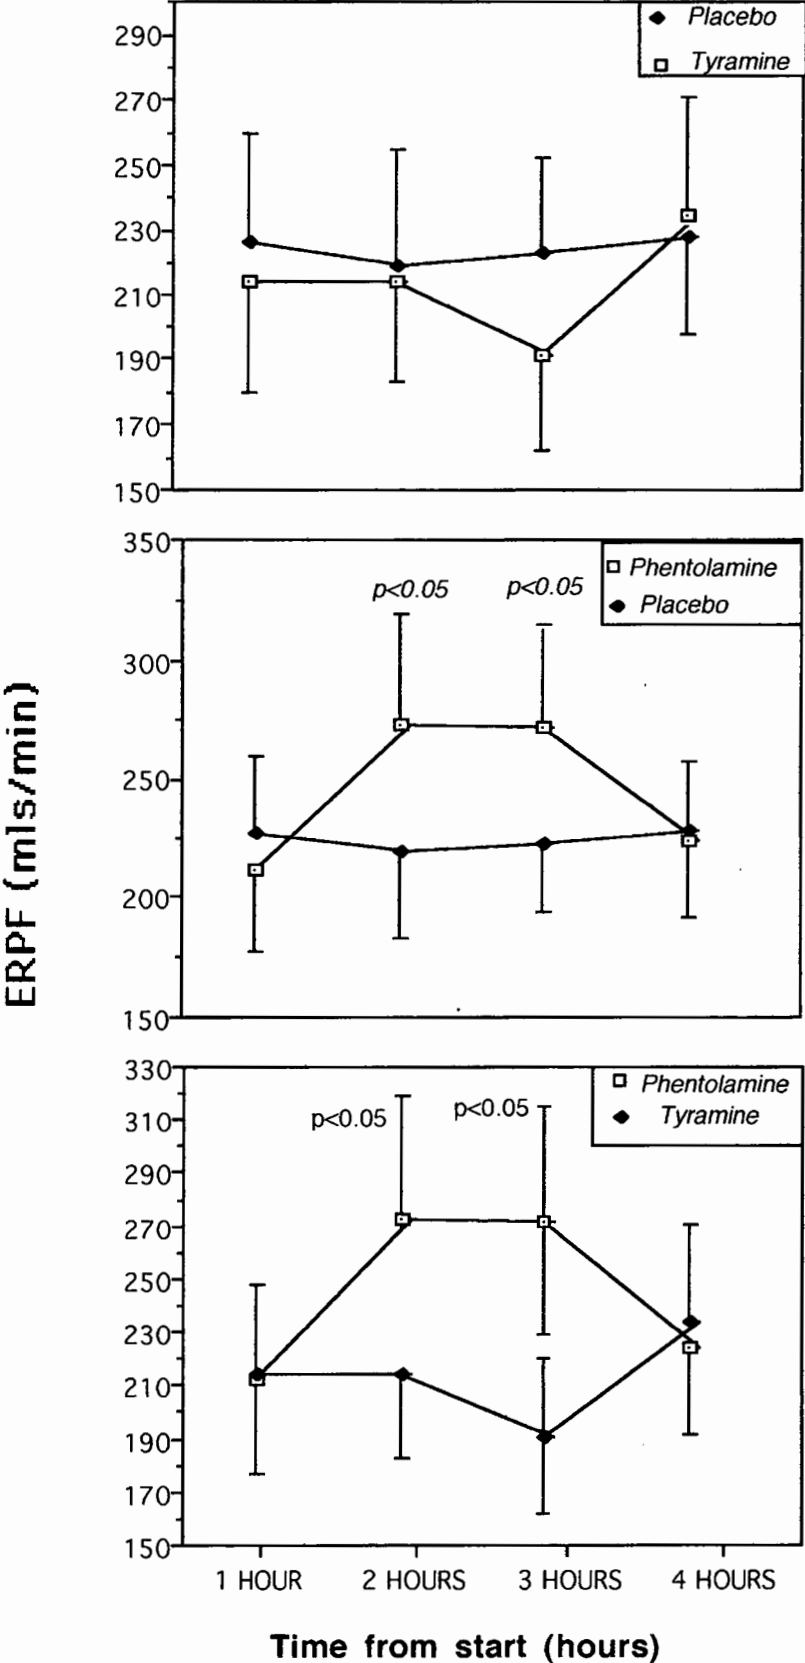 Placebo
Tyramine
290
270
250
230
210
190
170
150
350
300
250
200
150
Phentolamine
Placebo
p<0.05 p<0.05
ERPF (mls/min)
330
310
290
270
250
230
210
190
170
150
Phentolamine
Tyramine
p<0.05 p<0.05
1 HOUR 2 HOURS 3 HOURS 4 HOURS
Time from start (hours)